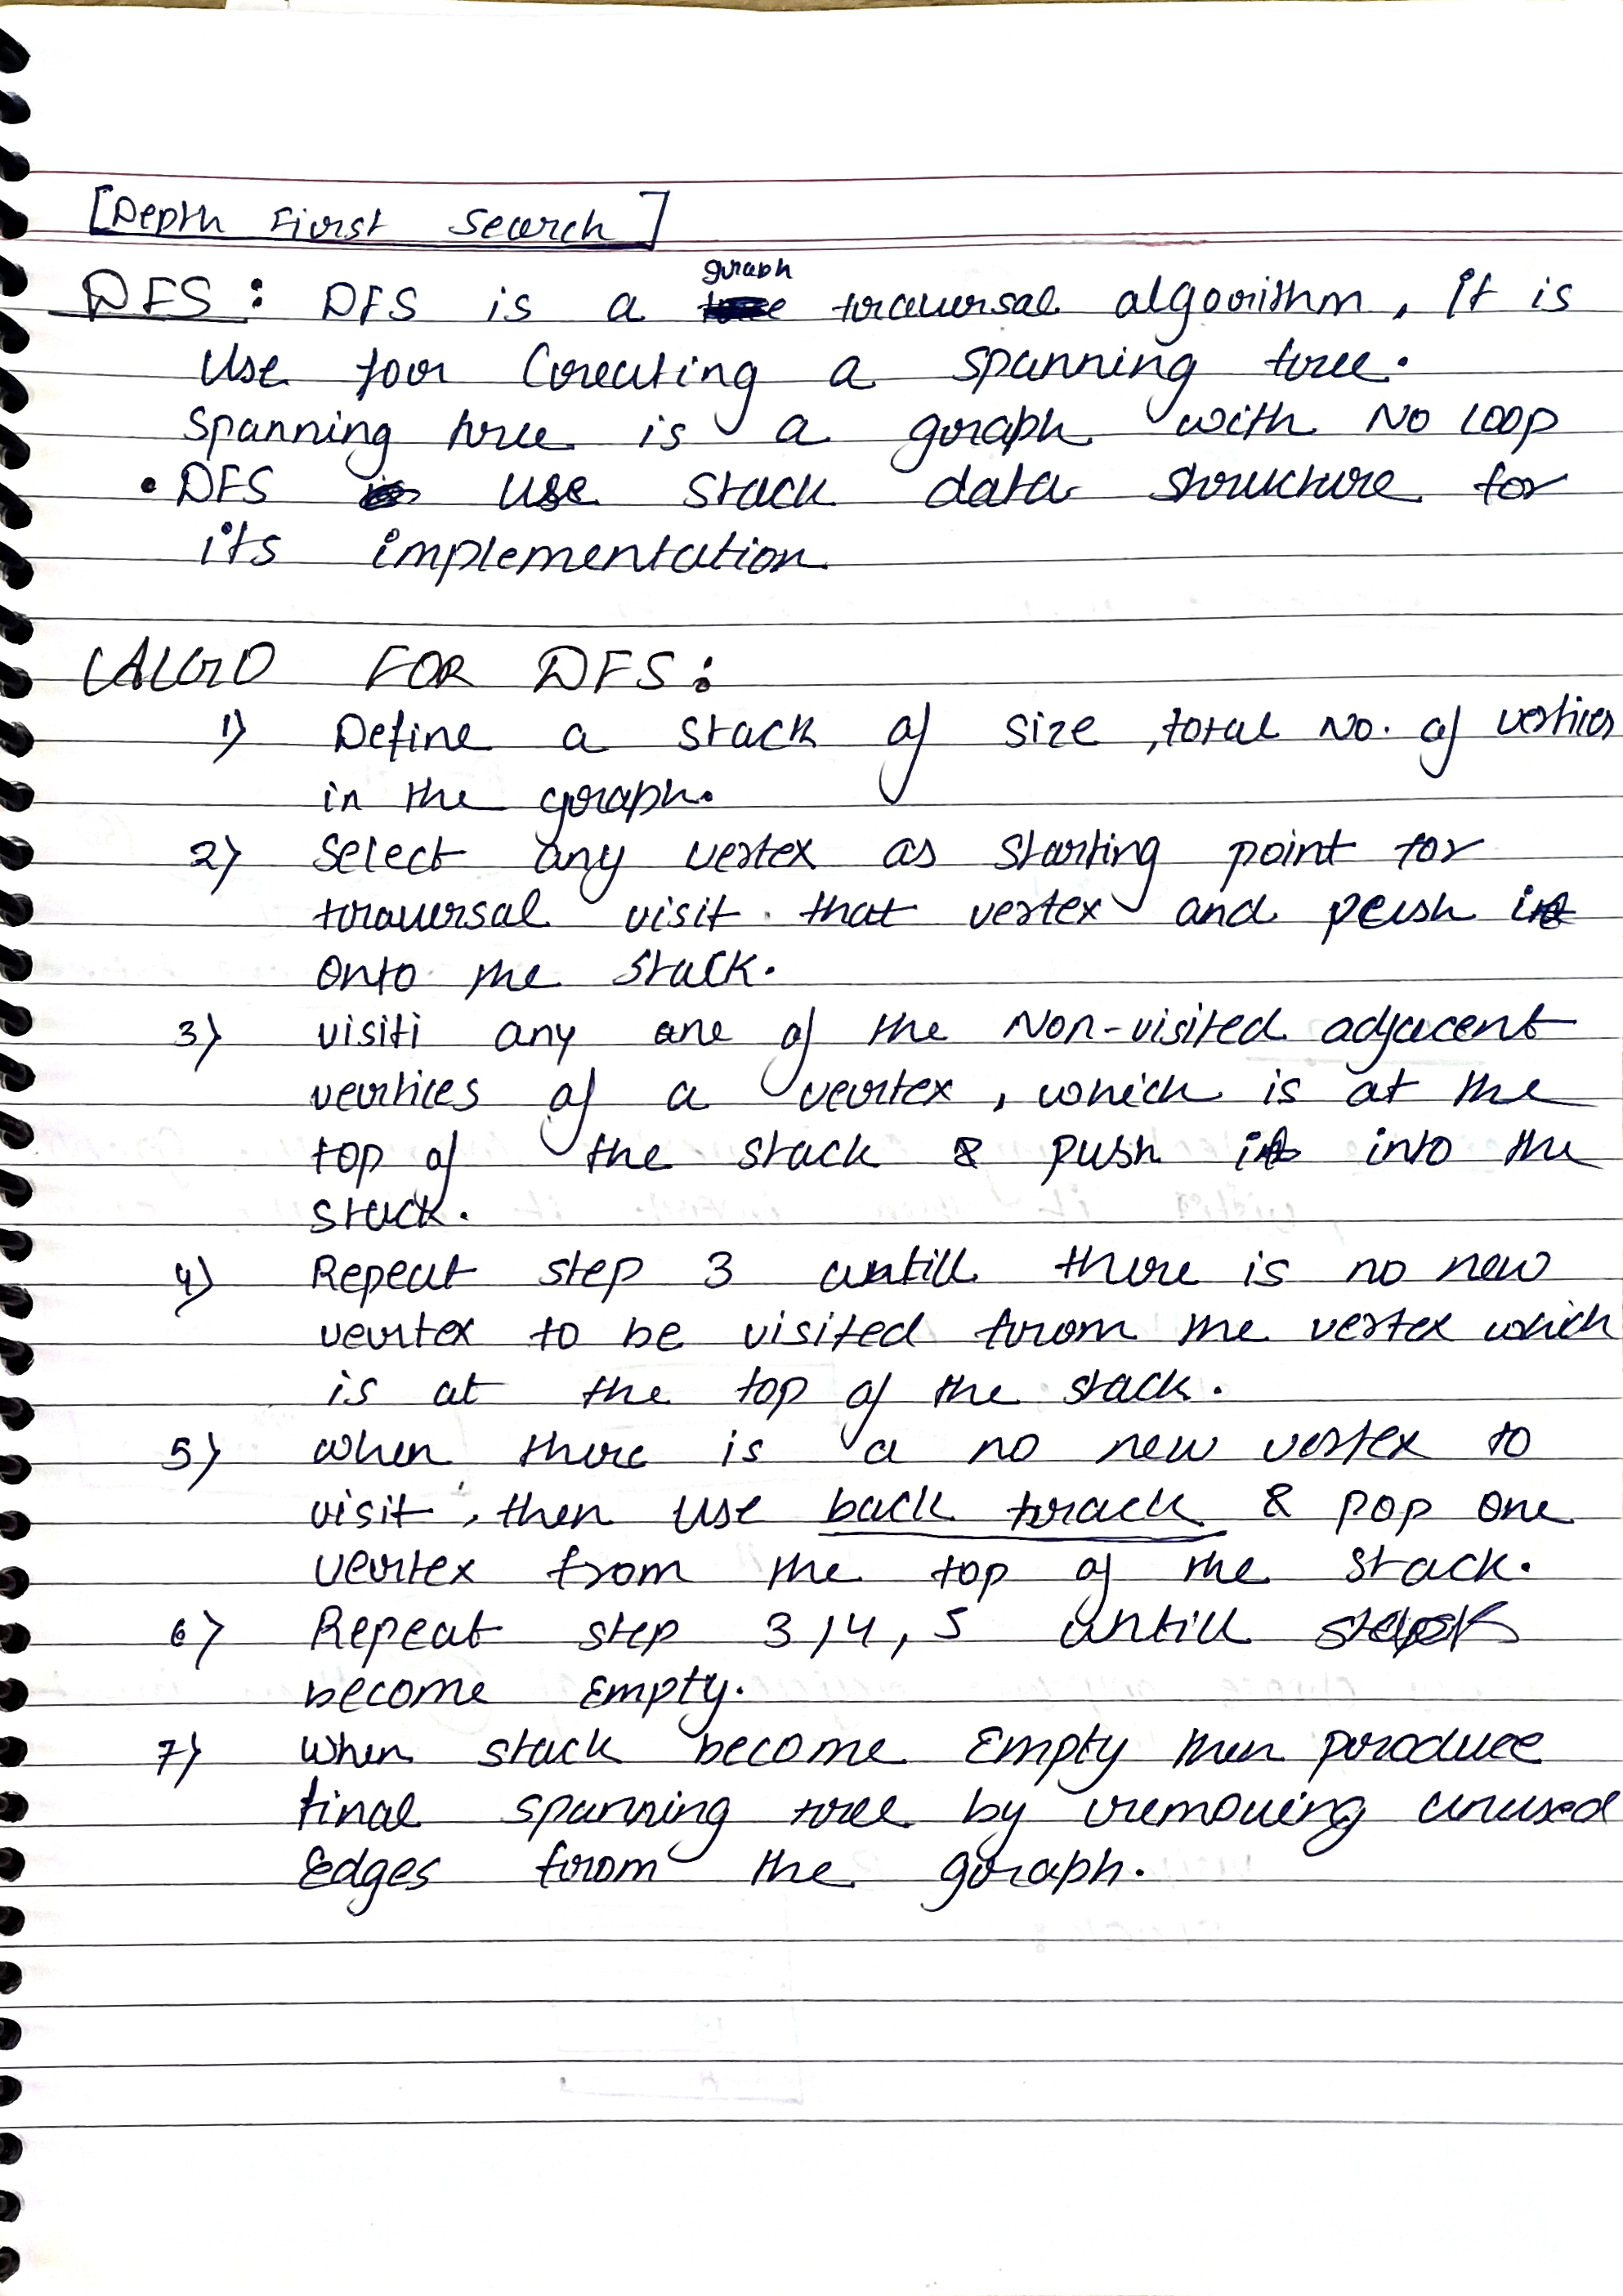 [Depth First Search]
DFS : DFS is a graph traversal algorithm, It is
Use for Creating a spanning tree.
Spanning tree is a graph with No LOOP
• DFS use stack data structure for
its implementation
ALGO FOR DFS:
1) Define a stack of size, total No. of vertices
in the graph.
2) Select any vertex as starting point for
traversal visit that vertex and push it
onto the stack.
3) visiti any one of the Non-visited adjacent
vertices of a vertex, which is at the
top of the stack & push it into the
stack.
4) Repeat step 3 untill there is no new
vertex to be visited from the vertex which
is at the top of the stack.
5) when there is a no new vertex to
visit, then use back track & pop one
vertex from the top of the stack.
6) Repeat step 3,4,5 untill stack
become Empty.
7) When stack become Empty then produce
final spanning tree by removing unused
Edges from the graph.